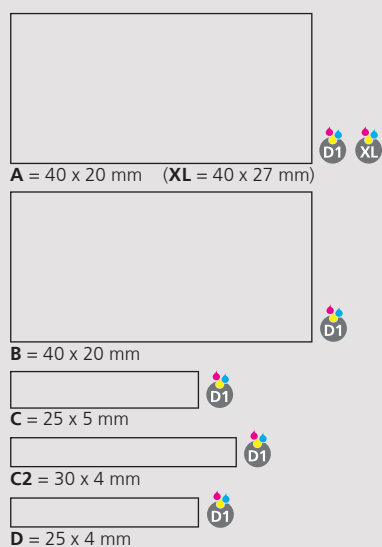 D1 XL
A = 40 x 20 mm (XL = 40 x 27 mm)
D1
B = 40 x 20 mm
D1
C = 25 x 5 mm
D1
C2 = 30 x 4 mm
D1
D = 25 x 4 mm